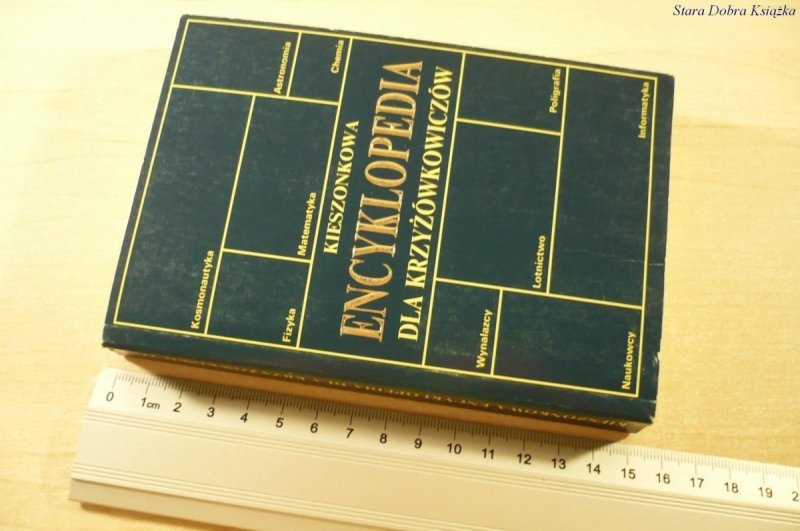 Stara Dobra Książka
KIESZONKOWA
ENCYKLOPEDIA
DLA KRZYŻÓWKOWICZÓW
Astronomia
Chemia
Kosmonautyka
Matematyka
Fizyka
Poligrafia
Informatyka
Lotnictwo
Wynalazcy
Naukowcy
0 1cm 2 3 4 5 6 7 8 9 10 11 12 13 14 15 16 17 18 19